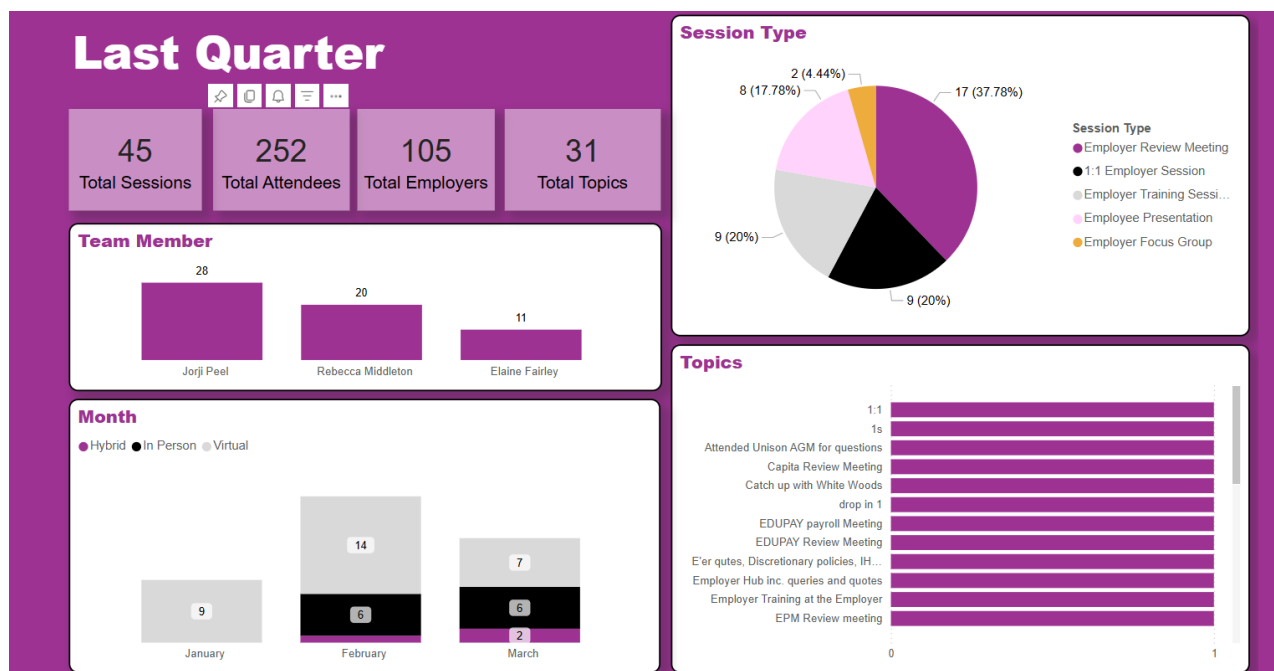 Last Quarter
45
Total Sessions
252
Total Attendees
105
Total Employers
31
Total Topics
Team Member
28
20
11
Jorji Peel
Rebecca Middleton
Elaine Fairley
Month
Hybrid In Person Virtual
9
14
6
7
6
2
January
February
March
Session Type
2 (4.44%)
8 (17.78%)
17 (37.78%)
9 (20%)
9 (20%)
Session Type
Employer Review Meeting
1:1 Employer Session
Employer Training Sessi...
Employee Presentation
Employer Focus Group
Topics
1:1
1s
Attended Unison AGM for questions
Capita Review Meeting
Catch up with White Woods
drop in 1
EDUPAY payroll Meeting
EDUPAY Review Meeting
E'er qutes, Discretionary policies, IH...
Employer Hub inc. queries and quotes
Employer Training at the Employer
EPM Review meeting
0
1